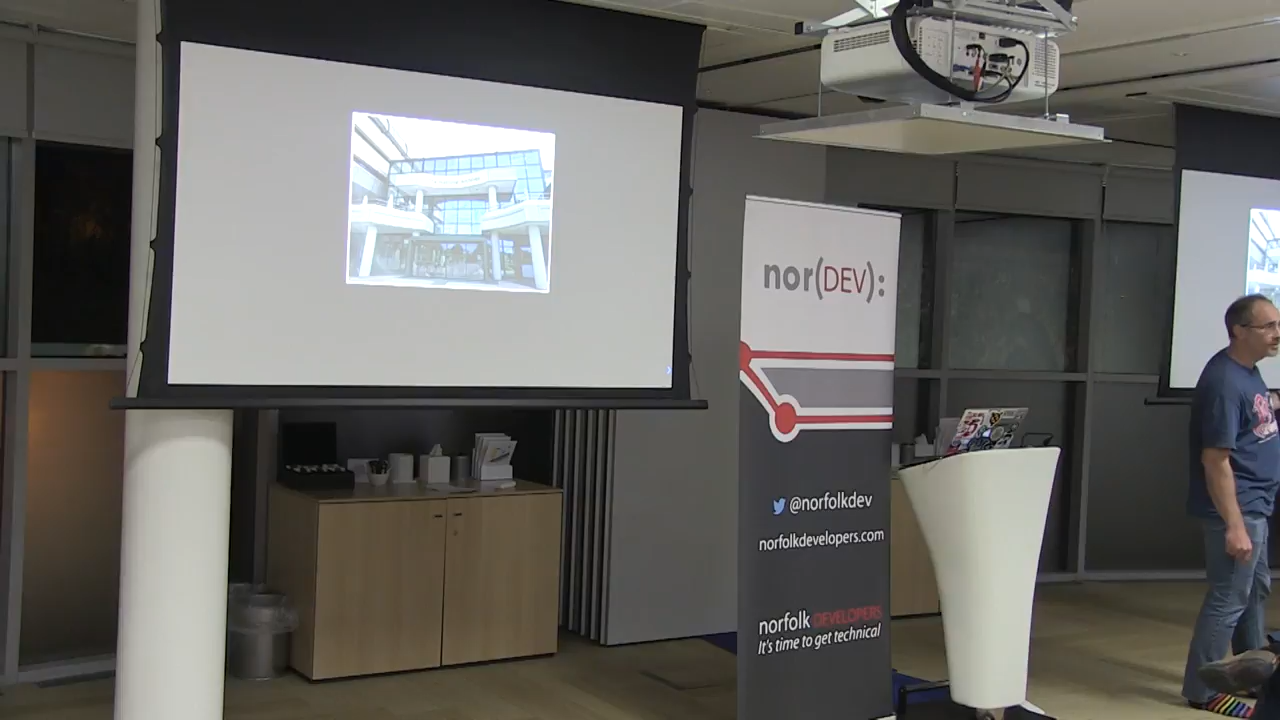 nor(DEV):
@norfolkdev
norfolkdevelopers.com
norfolk DEVELOPERS
It's time to get technical